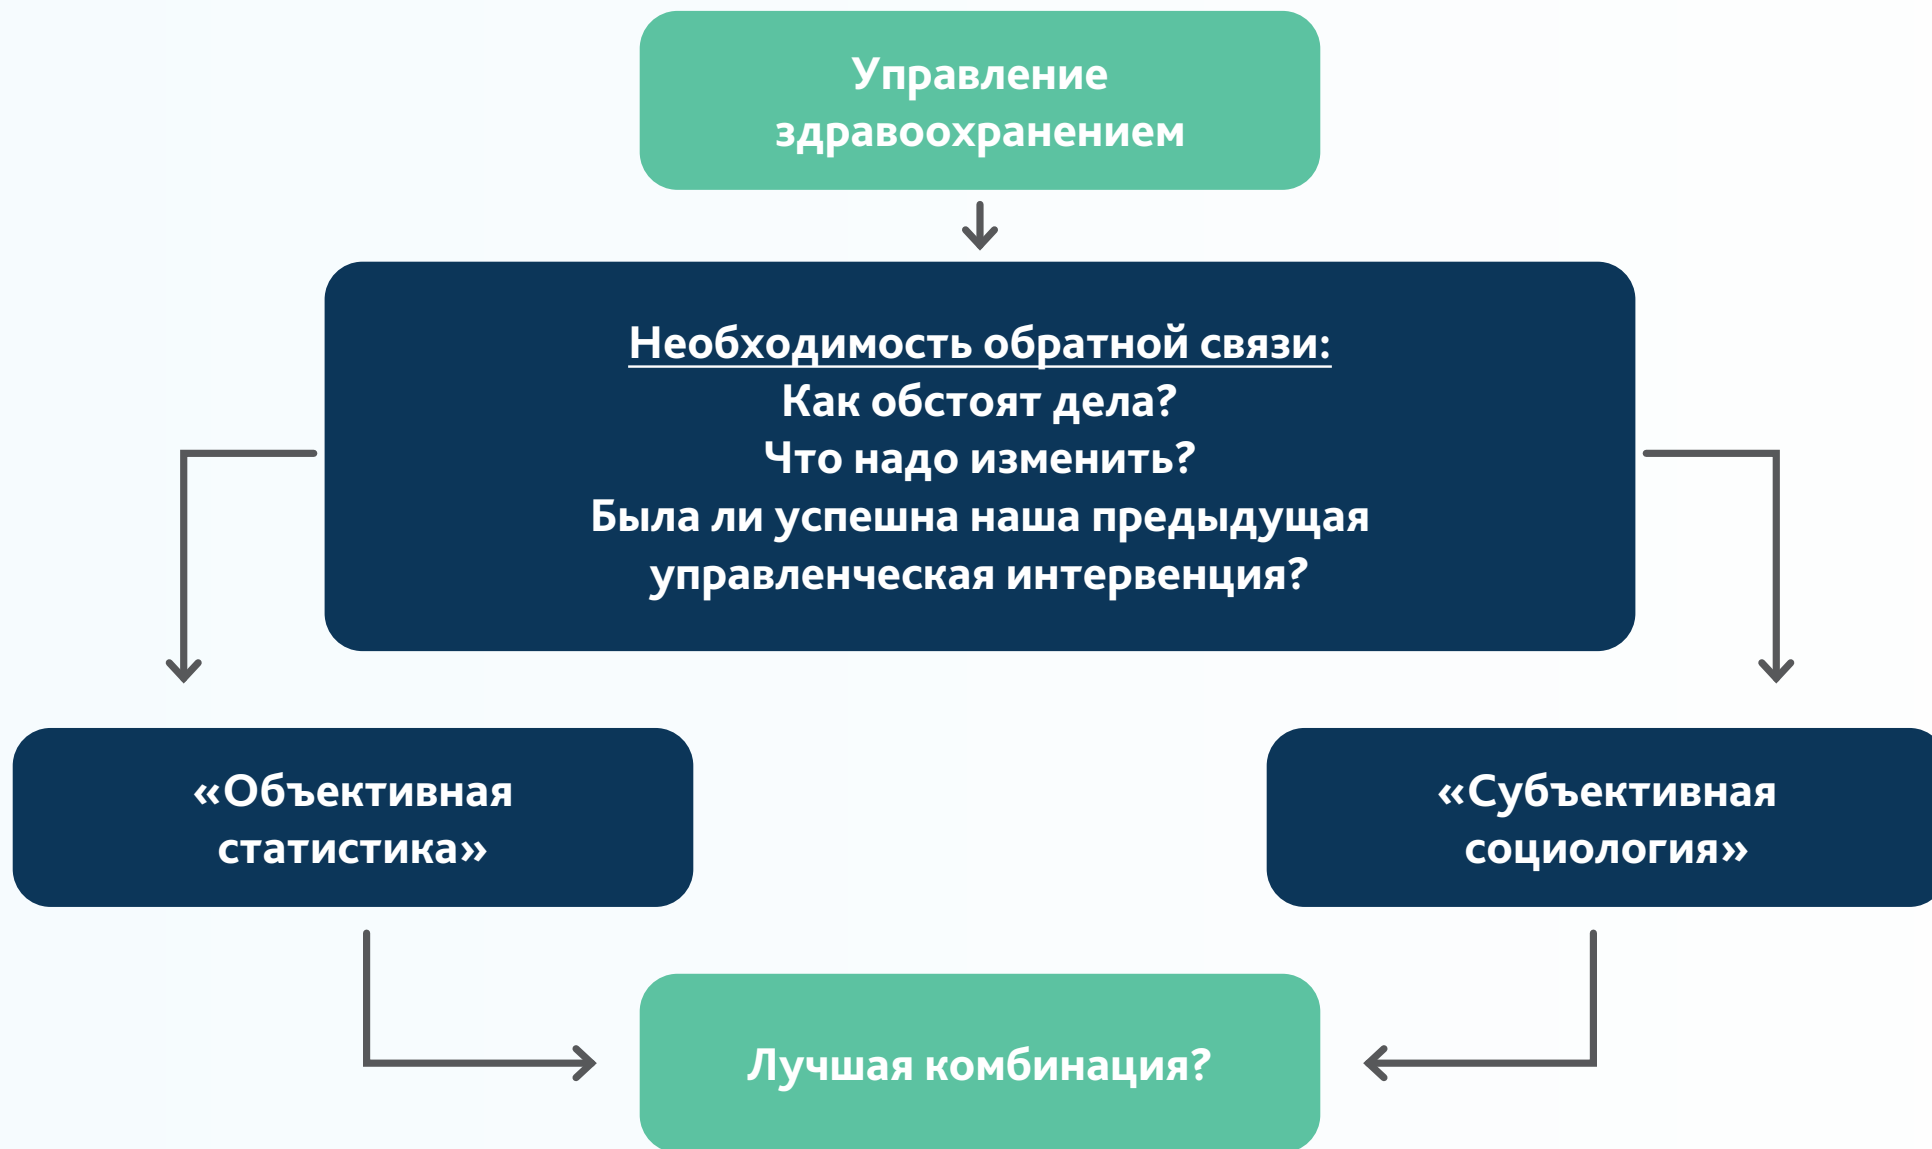 Управление
здравоохранением
Необходимость обратной связи:
Как обстоят дела?
Что надо изменить?
Была ли успешна наша предыдущая
управленческая интервенция?
«Объективная
статистика»
«Субъективная
социология»
Лучшая комбинация?